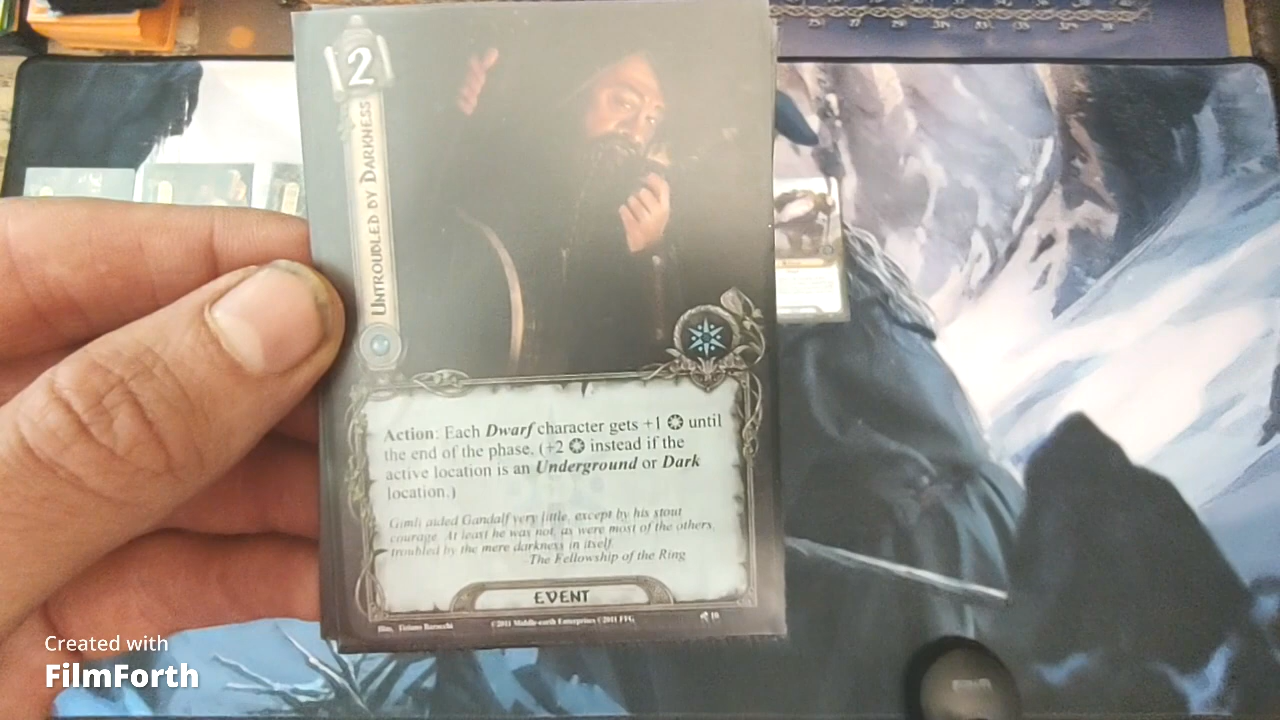 2
UNTROUBLED BY DARKNESS
Action: Each Dwarf character gets +1 until
the end of the phase. (+2 instead if the
active location is an Underground or Dark
location.)
Gimli aided Gandalf very little, except by his stout
courage. At least he was not, as were most of the others,
troubled by the mere darkness in itself.
The Fellowship of the Ring
EVENT
Illus. Tiziano Baracchi
©2011 Middle-earth Enterprises ©2011 FFG
Created with
FilmForth